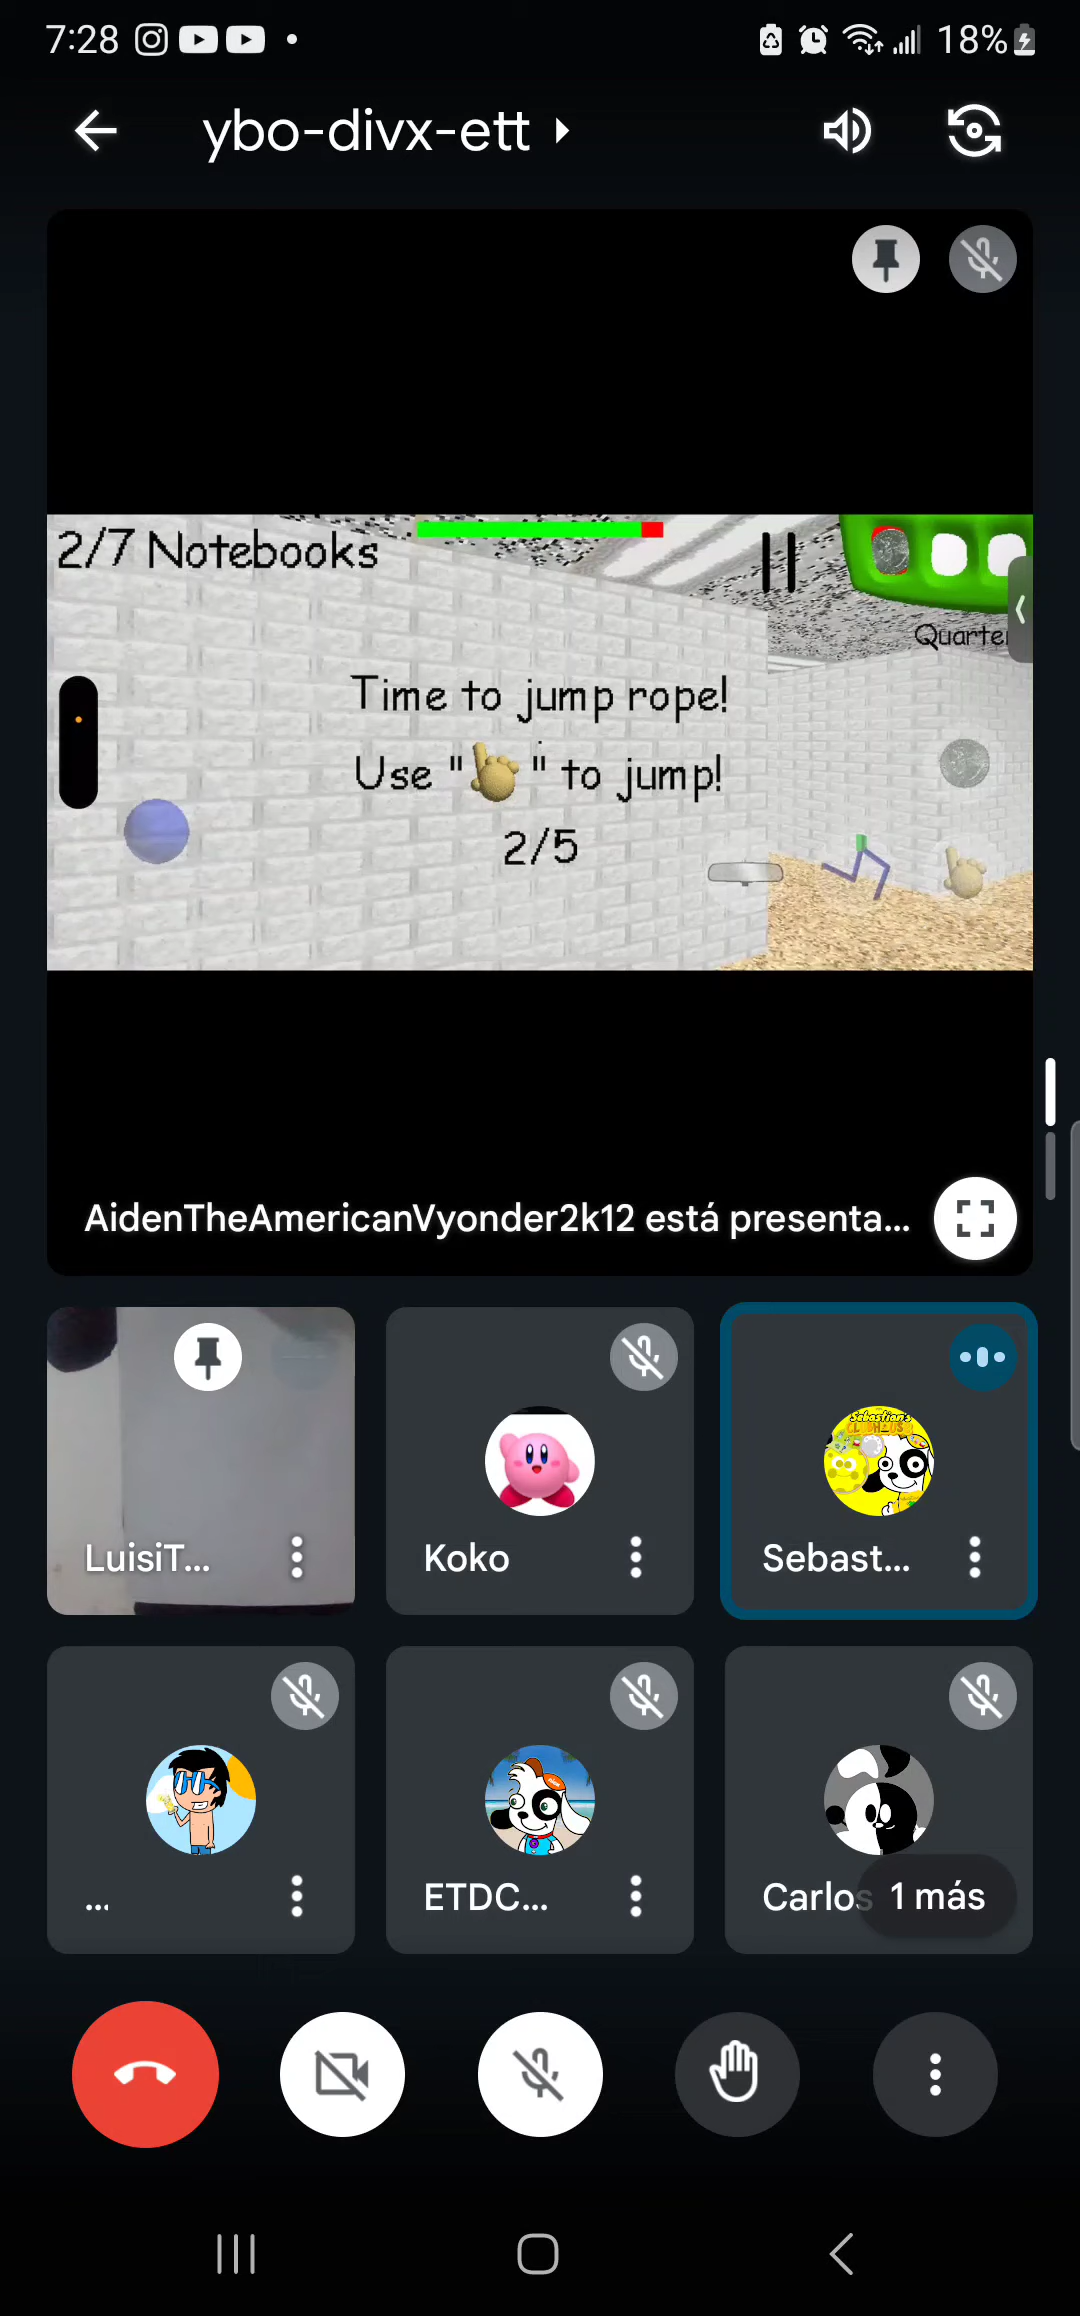 7:28
18%
ybo-divx-ett
2/7 Notebooks
Time to jump rope!
Use " " to jump!
2/5
AidenTheAmericanVyonder2k12 está presenta...
LuisiT...
Koko
Sebastian's
Sebast...
...
ETDC...
Carlos
1 más